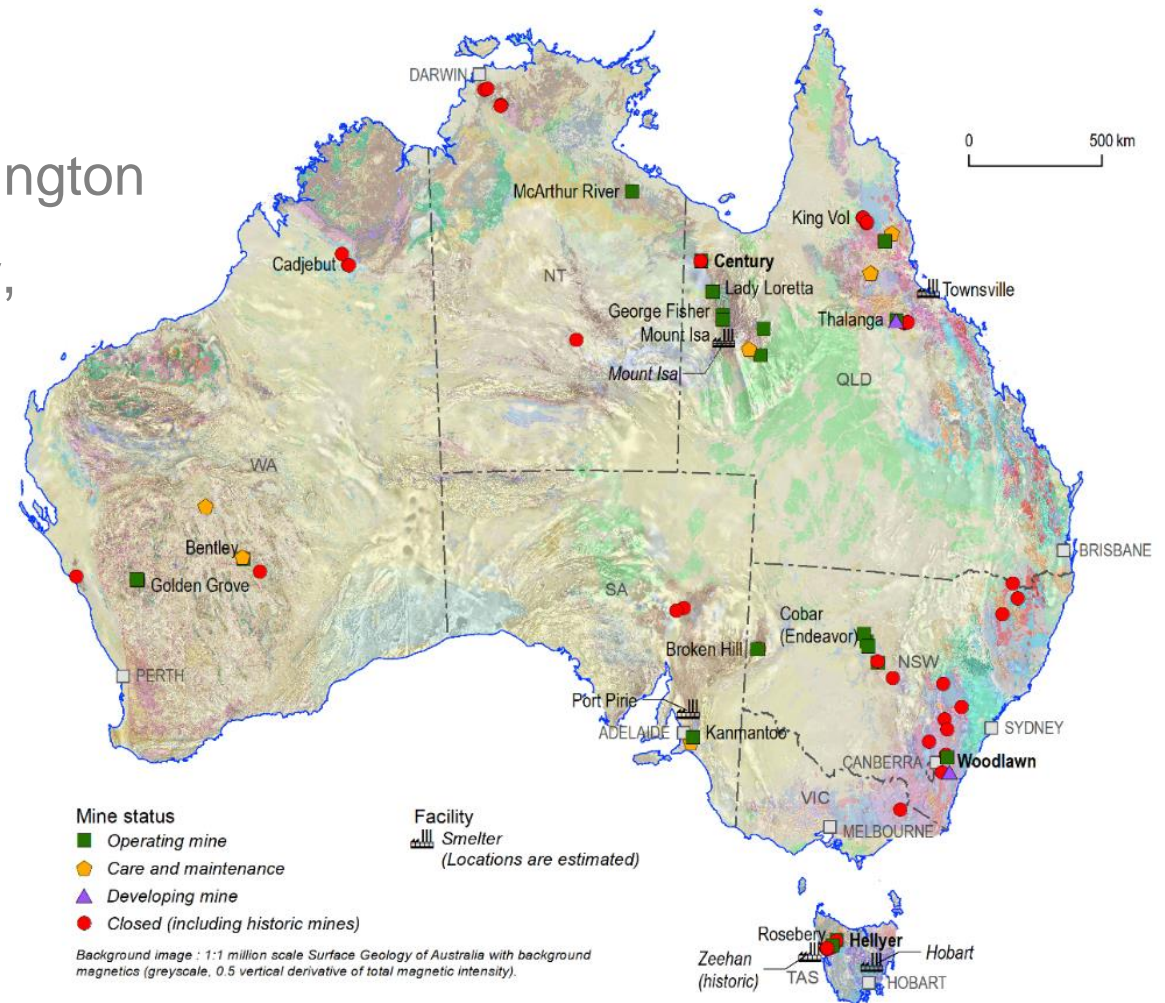 ngton
,
DARWIN
0 500 km
McArthur River
King Vol
Cadjebut
NT
Century
Lady Loretta
Townsville
George Fisher
Thalanga
Mount Isa
Mount Isa
QLD
WA
Bentley
BRISBANE
Golden Grove
SA
Cobar
(Endeavor)
Broken Hill
NSW
PERTH
Port Pirie
SYDNEY
ADELAIDE
Kanmantoo
CANBERRA
Woodlawn
VIC
MELBOURNE
Mine status
Operating mine
Care and maintenance
Developing mine
Closed (including historic mines)
Facility
Smelter
(Locations are estimated)
Background image : 1:1 million scale Surface Geology of Australia with background
magnetics (greyscale, 0.5 vertical derivative of total magnetic intensity).
Rosebery
Hellyer
Zeehan
(historic)
Hobart
TAS
HOBART